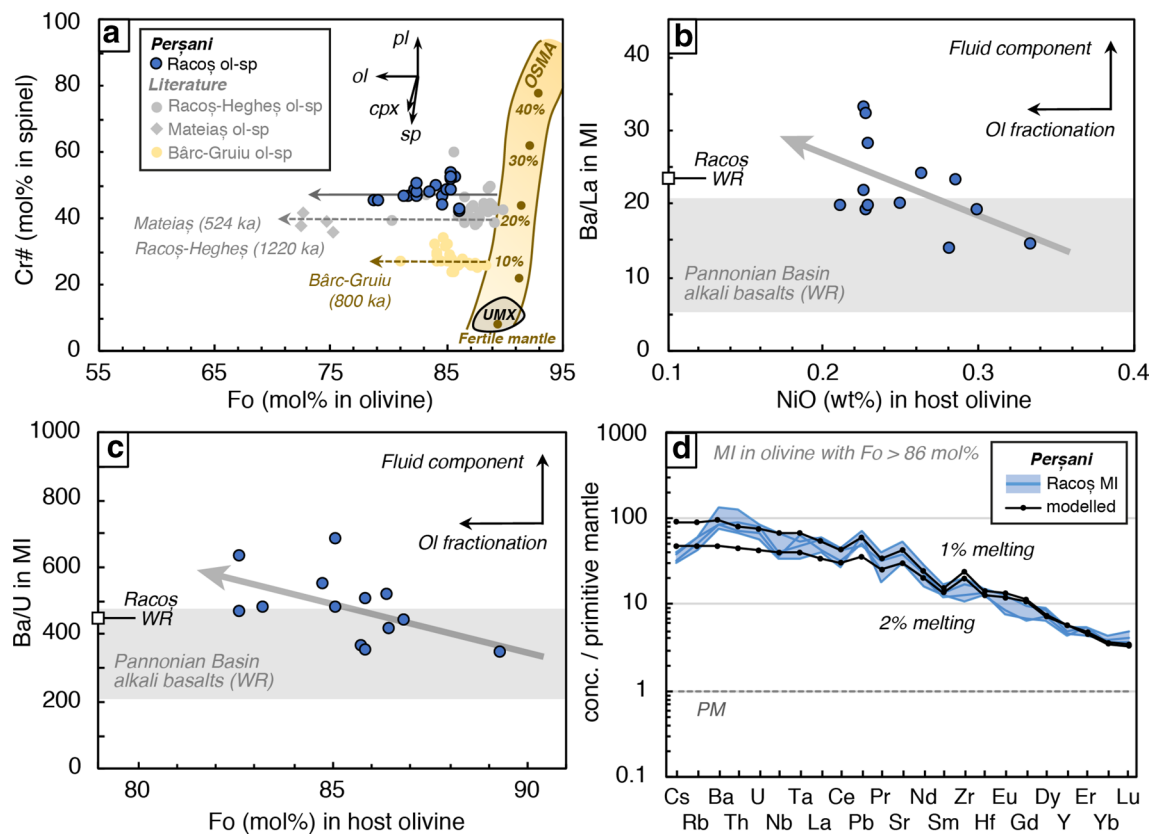 a
Cr# (mol% in spinel)
100
80
60
40
20
0
55
65
75
85
95
Fo (mol% in olivine)
Perșani
Racoș ol-sp
Literature
Racoș-Hegheș ol-sp
Mateiaș ol-sp
Bârc-Gruiu ol-sp
pl
ol
cpx
sp
OSMA
40%
30%
20%
10%
Mateiaș (524 ka)
Racoș-Hegheș (1220 ka)
Bârc-Gruiu
(800 ka)
UMX
Fertile mantle
b
Ba/La in MI
40
30
20
10
0
0.1
0.2
0.3
0.4
NiO (wt%) in host olivine
Fluid component
Ol fractionation
Racoș
WR
Pannonian Basin
alkali basalts (WR)
c
Ba/U in MI
1000
800
600
400
200
0
80
85
90
Fo (mol%) in host olivine
Fluid component
Ol fractionation
Racoș
WR
Pannonian Basin
alkali basalts (WR)
d
conc. / primitive mantle
1000
100
10
1
0.1
MI in olivine with Fo > 86 mol%
Perșani
Racoș MI
modelled
1% melting
2% melting
PM
Cs Ba U Ta Ce Pr Nd Zr Eu Dy Er Lu
Rb Th Nb La Pb Sr Sm Hf Gd Y Yb